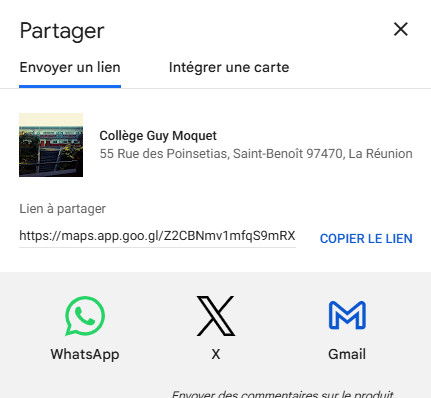 Partager
Envoyer un lien
Intégrer une carte
Collège Guy Moquet
55 Rue des Poinsetias, Saint-Benoît 97470, La Réunion
Lien à partager
https://maps.app.goo.gl/Z2CBNmv1mfqS9mRX
COPIER LE LIEN
WhatsApp
X
Gmail
Envoyer des commentaires sur le produit